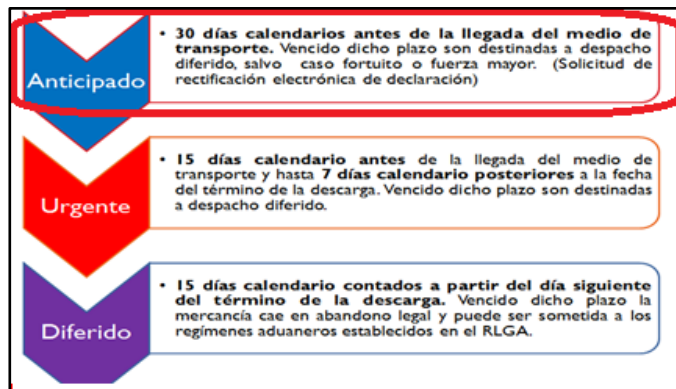 Anticipado
• 30 días calendarios antes de la llegada del medio de
transporte. Vencido dicho plazo son destinadas a despacho
diferido, salvo caso fortuito o fuerza mayor. (Solicitud de
rectificación electrónica de declaración)
Urgente
• 15 días calendario antes de la llegada del medio de
transporte y hasta 7 días calendario posteriores a la fecha
del término de la descarga. Vencido dicho plazo son destinadas
a despacho diferido.
Diferido
• 15 días calendario contados a partir del día siguiente
del término de la descarga. Vencido dicho plazo la
mercancía cae en abandono legal y puede ser sometida a los
regímenes aduaneros establecidos en el RLGA.